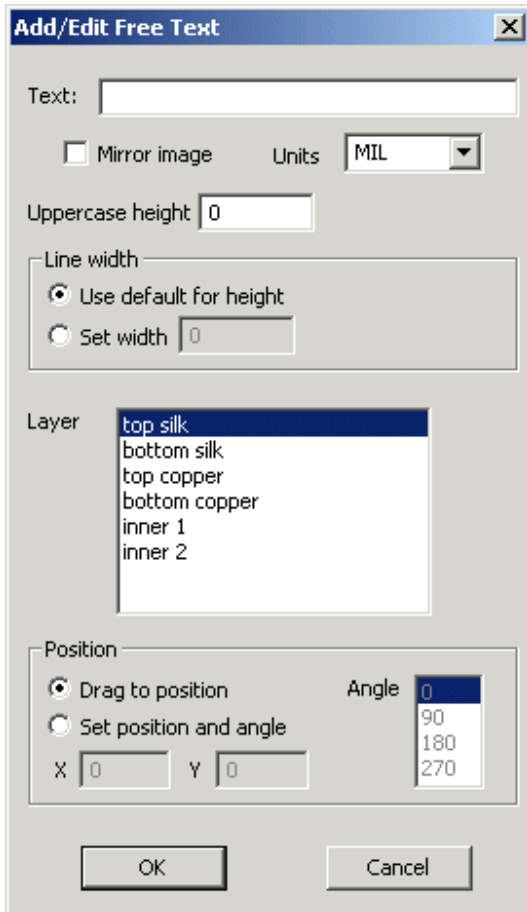 Add/Edit Free Text
Text:
Mirror image Units MIL
Uppercase height 0
Line width
Use default for height
Set width 0
Layer
top silk
bottom silk
top copper
bottom copper
inner 1
inner 2
Position
Drag to position
Set position and angle
X 0 Y 0
Angle
0
90
180
270
OK Cancel